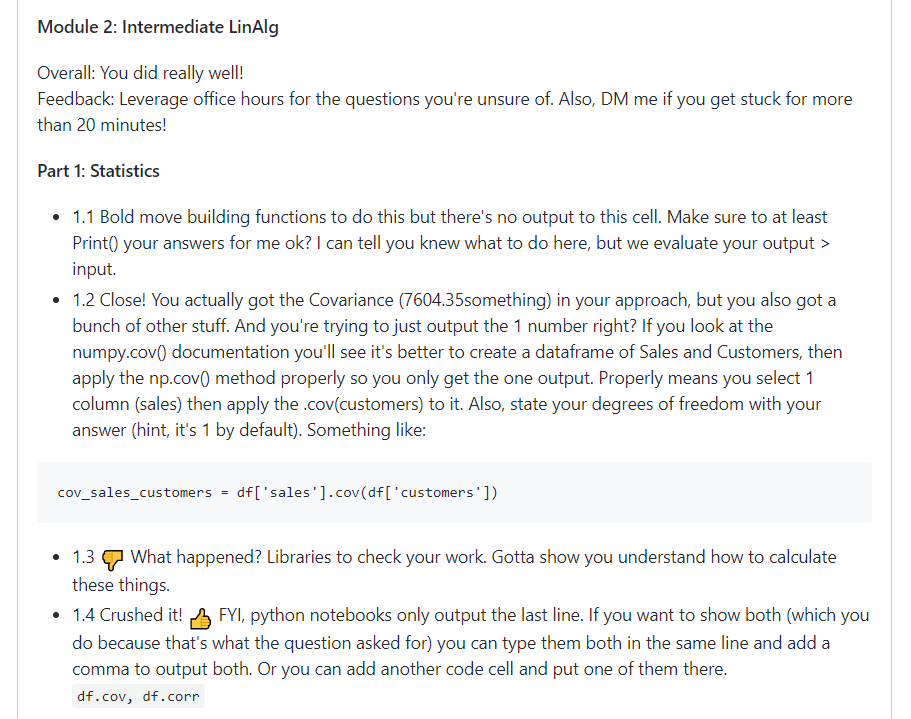 Module 2: Intermediate LinAlg
Overall: You did really well!
Feedback: Leverage office hours for the questions you're unsure of. Also, DM me if you get stuck for more
than 20 minutes!
Part 1: Statistics
• 1.1 Bold move building functions to do this but there's no output to this cell. Make sure to at least
Print() your answers for me ok? I can tell you knew what to do here, but we evaluate your output >
input.
• 1.2 Close! You actually got the Covariance (7604.35something) in your approach, but you also got a
bunch of other stuff. And you're trying to just output the 1 number right? If you look at the
numpy.cov() documentation you'll see it's better to create a dataframe of Sales and Customers, then
apply the np.cov() method properly so you only get the one output. Properly means you select 1
column (sales) then apply the .cov(customers) to it. Also, state your degrees of freedom with your
answer (hint, it's 1 by default). Something like:
cov_sales_customers = df['sales'].cov(df['customers'])
• 1.3 👎 What happened? Libraries to check your work. Gotta show you understand how to calculate
these things.
• 1.4 Crushed it! 👍 FYI, python notebooks only output the last line. If you want to show both (which you
do because that's what the question asked for) you can type them both in the same line and add a
comma to output both. Or you can add another code cell and put one of them there.
df.cov, df.corr